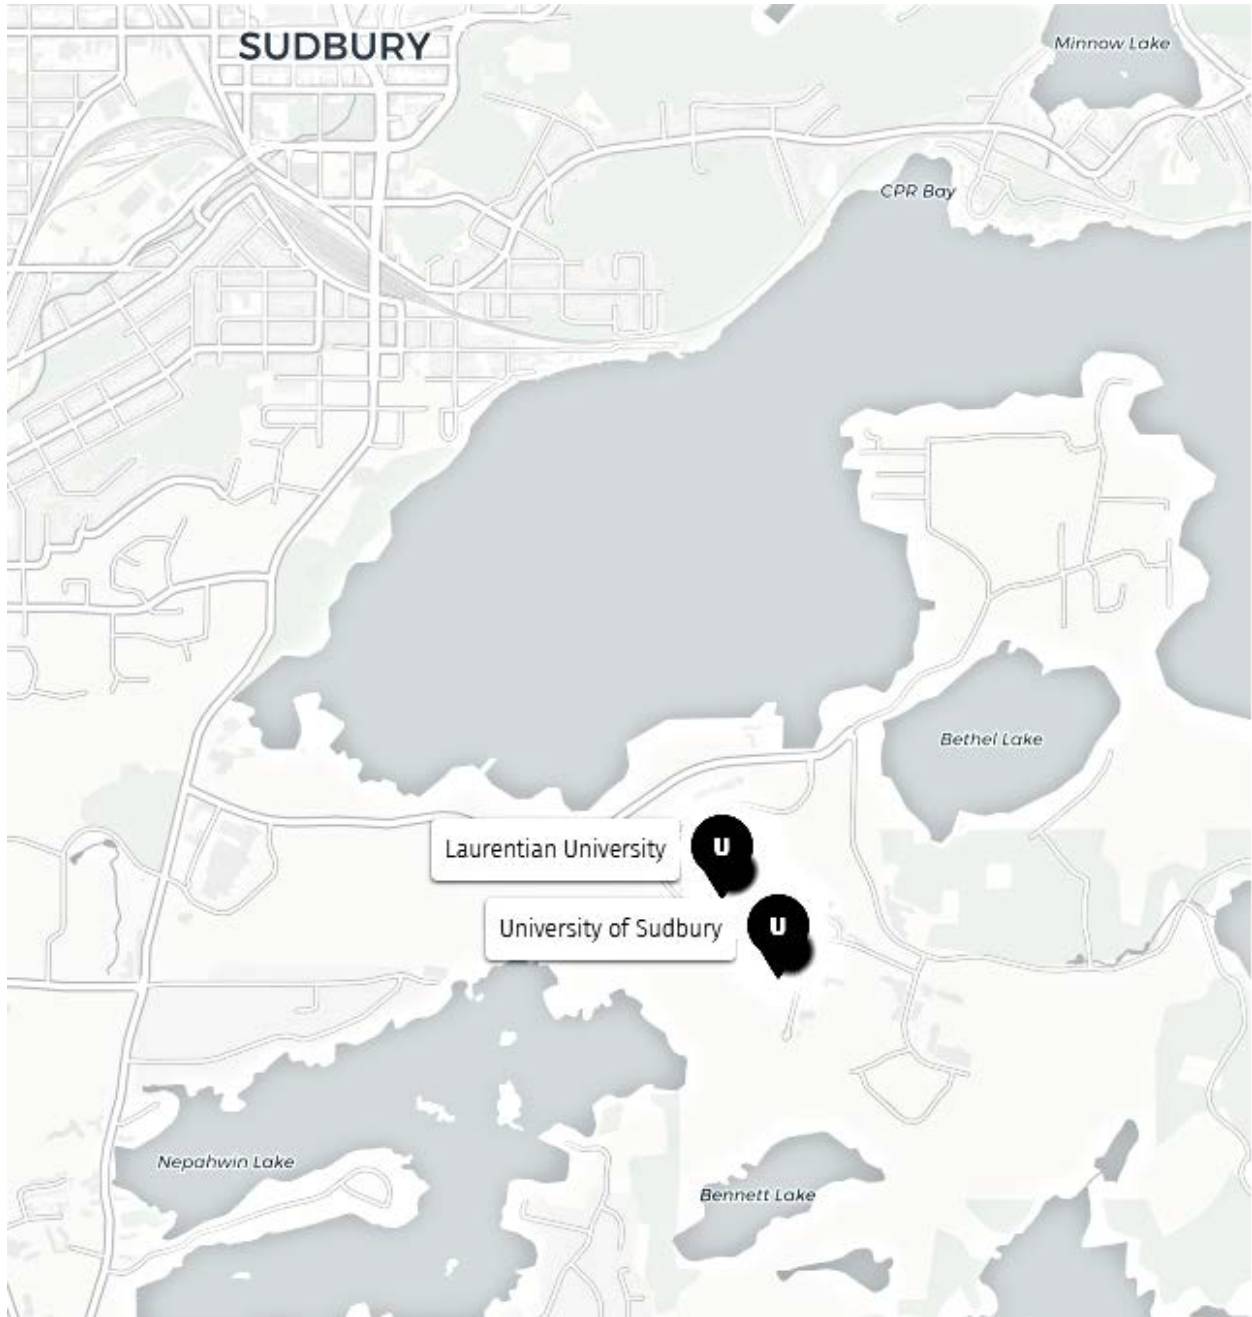 SUDBURY
Minnow Lake
CPR Bay
Bethel Lake
Laurentian University
U
University of Sudbury
U
Nepahwin Lake
Bennett Lake